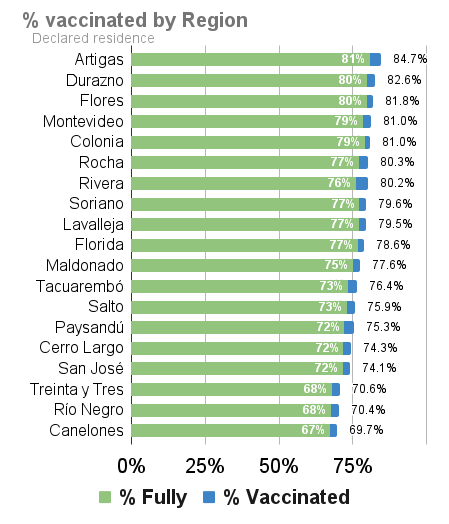 % vaccinated by Region
Declared residence
Artigas 81% 84.7%
Durazno 80% 82.6%
Flores 80% 81.8%
Montevideo 79% 81.0%
Colonia 79% 81.0%
Rocha 77% 80.3%
Rivera 76% 80.2%
Soriano 77% 79.6%
Lavalleja 77% 79.5%
Florida 77% 78.6%
Maldonado 75% 77.6%
Tacuarembó 73% 76.4%
Salto 73% 75.9%
Paysandú 72% 75.3%
Cerro Largo 72% 74.3%
San José 72% 74.1%
Treinta y Tres 68% 70.6%
Río Negro 68% 70.4%
Canelones 67% 69.7%
0% 25% 50% 75%
% Fully % Vaccinated